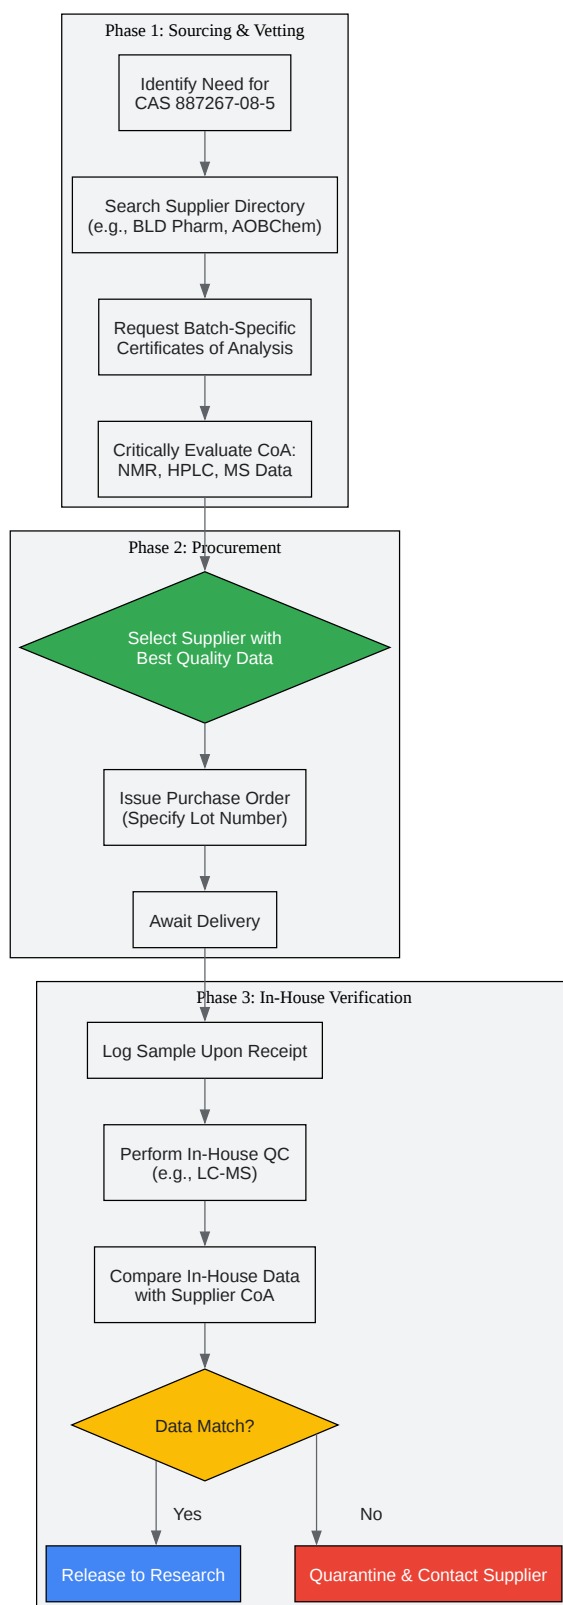 Phase 1: Sourcing & Vetting
Identify Need for
CAS 887267-08-5
Search Supplier Directory
(e.g., BLD Pharm, AOBChem)
Request Batch-Specific
Certificates of Analysis
Critically Evaluate CoA:
NMR, HPLC, MS Data
Phase 2: Procurement
Select Supplier with
Best Quality Data
Issue Purchase Order
(Specify Lot Number)
Await Delivery
Phase 3: In-House Verification
Log Sample Upon Receipt
Perform In-House QC
(e.g., LC-MS)
Compare In-House Data
with Supplier CoA
Data Match?
Yes
No
Release to Research
Quarantine & Contact Supplier